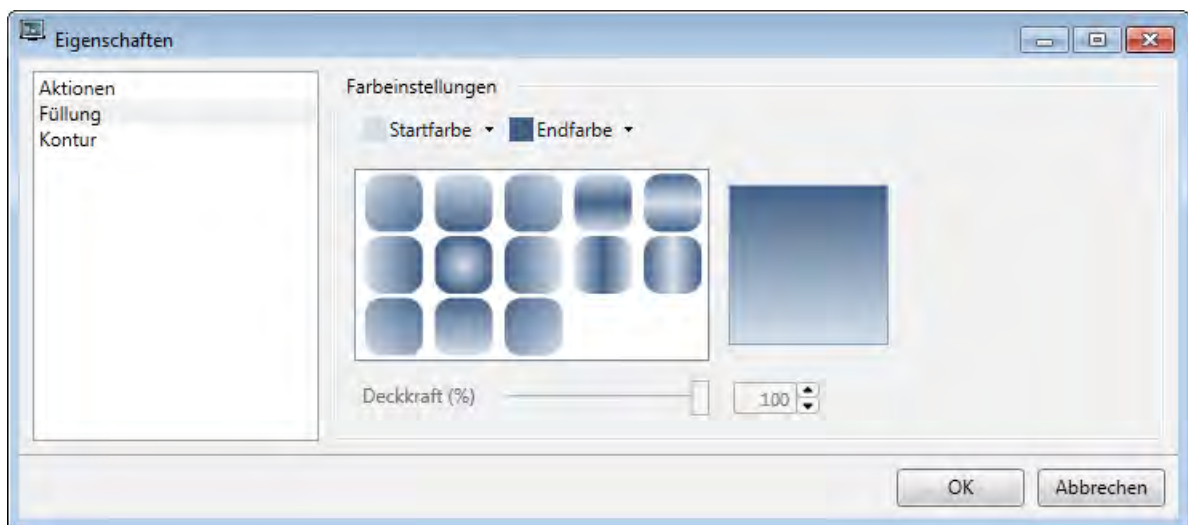 Eigenschaften
Aktionen
Füllung
Kontur
Farbeinstellungen
Startfarbe Endfarbe
Deckkraft (%) 100
OK Abbrechen